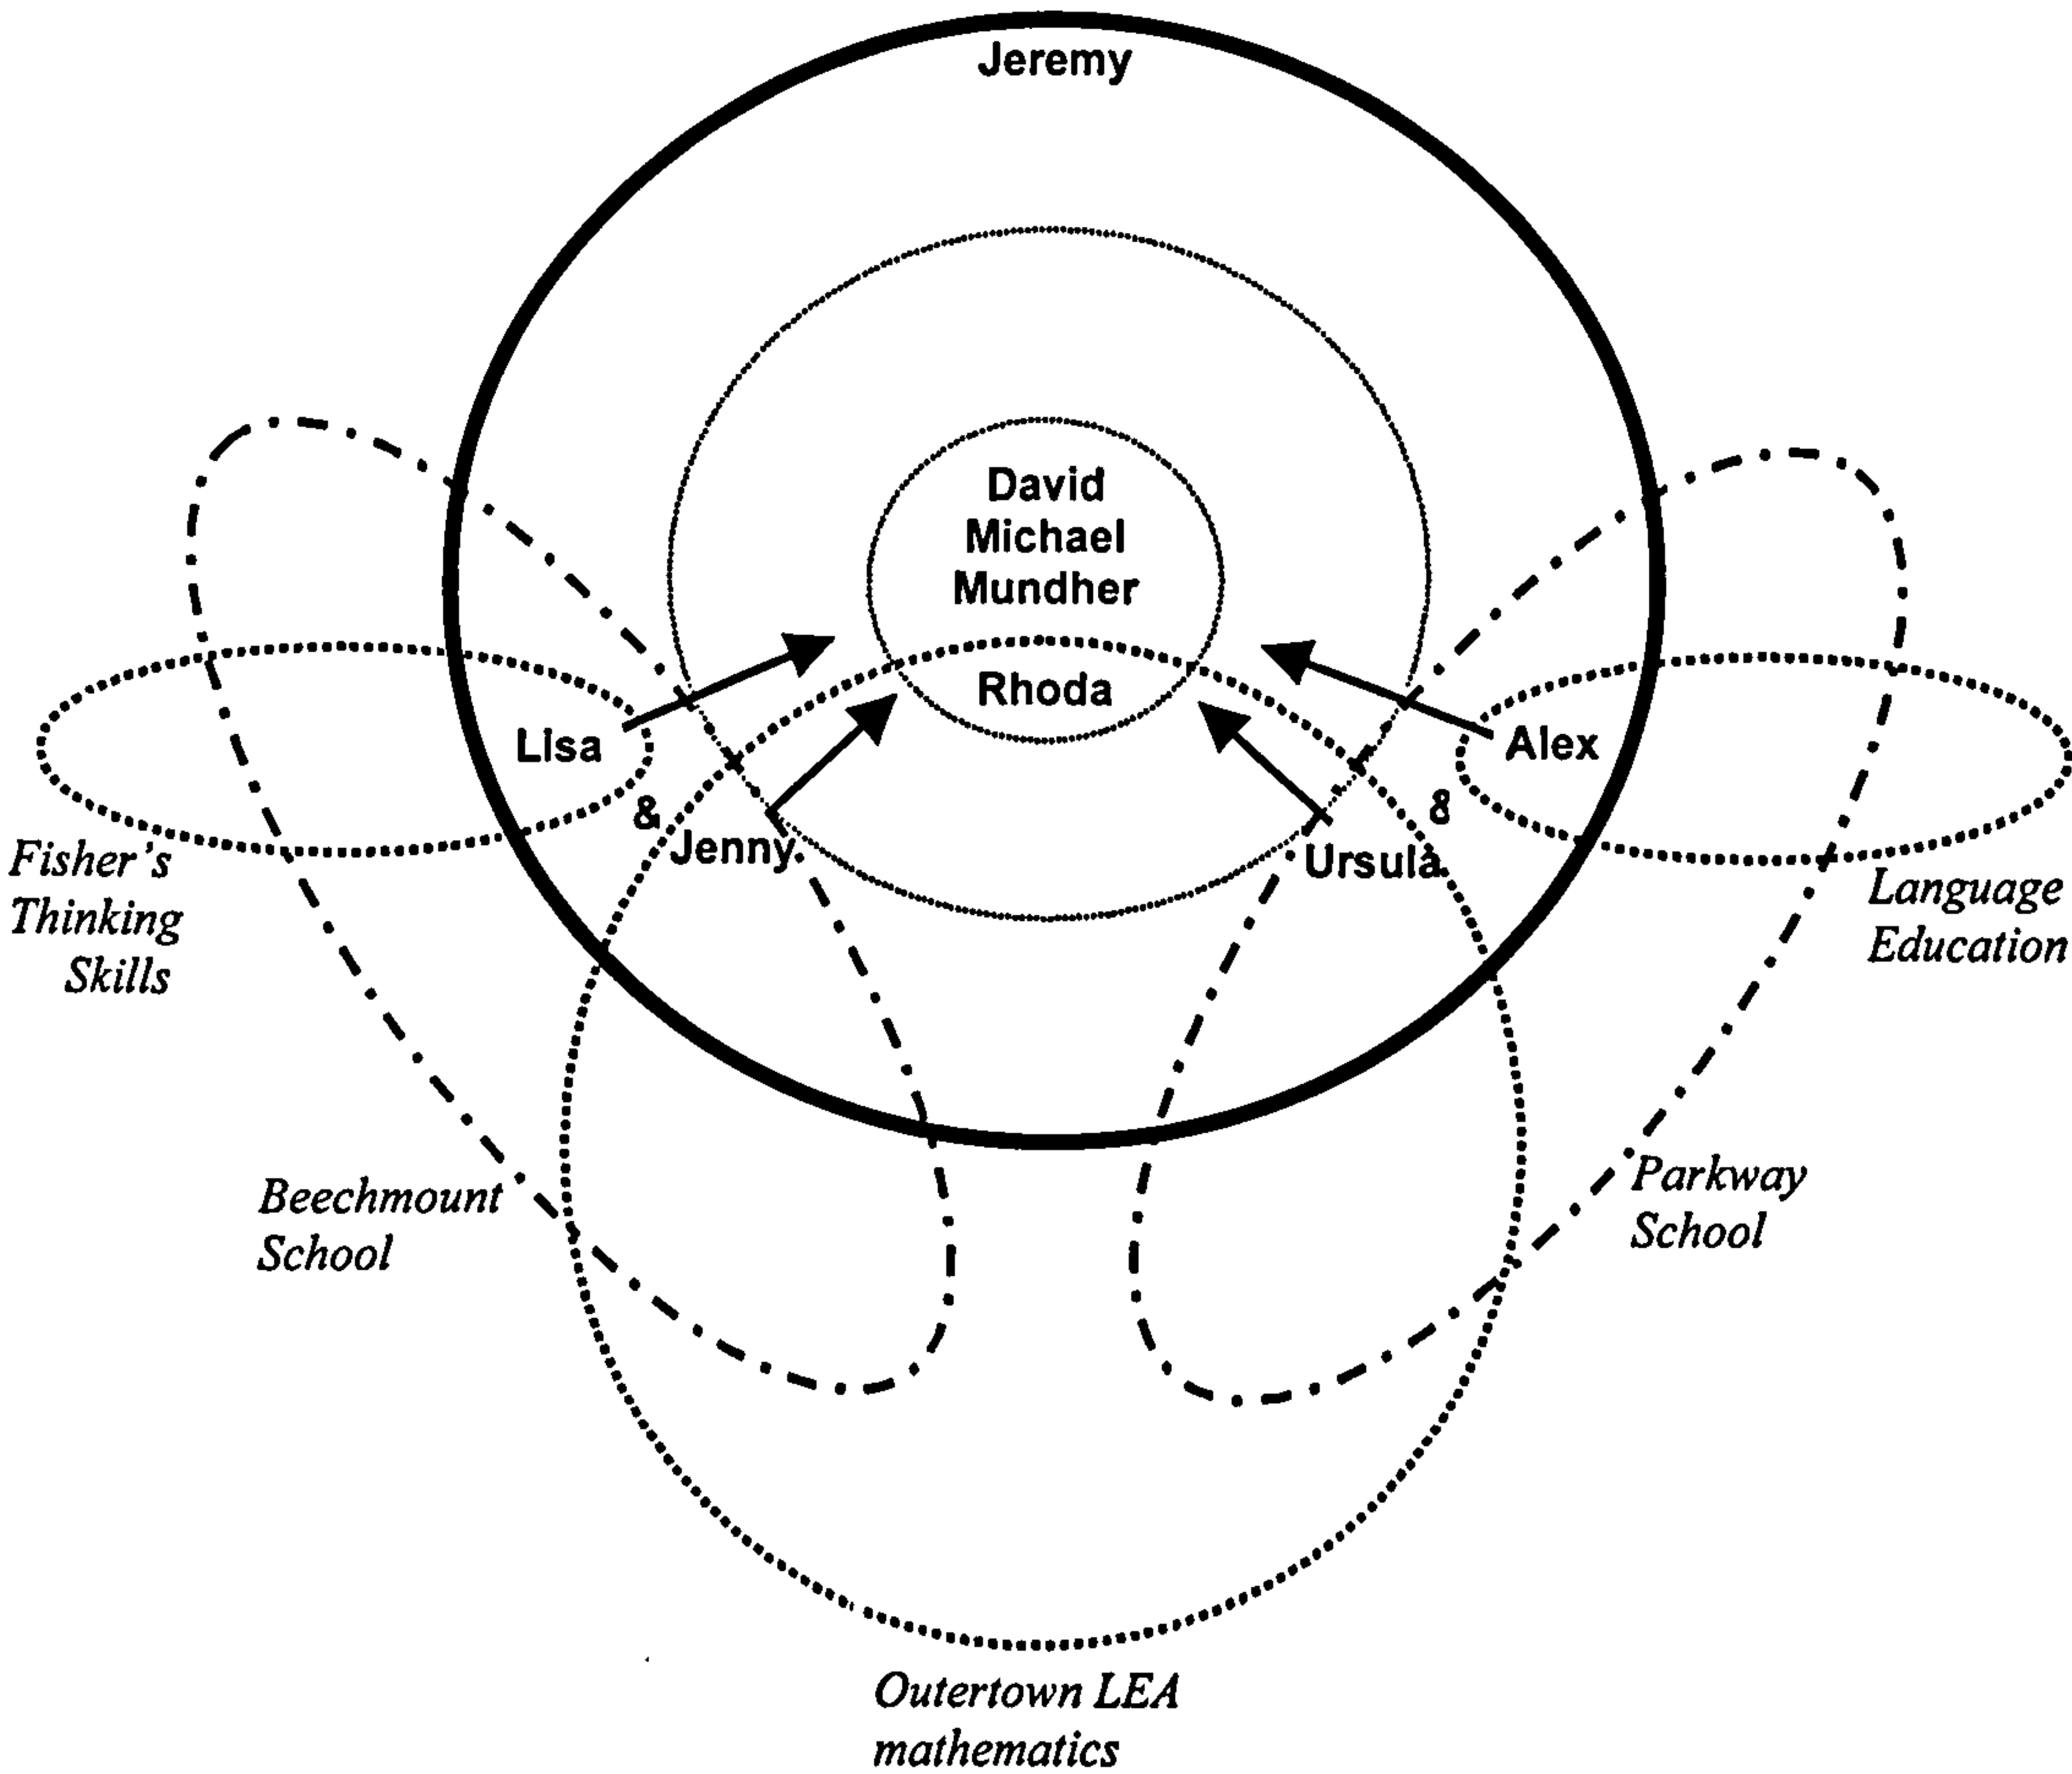 Jeremy
David
Michael
Mundher
Rhoda
Lisa
Alex
&
&
Jenny
Ursula
Fisher's
Thinking
Skills
Language
Education
Beechmount
School
Parkway
School
Outertown LEA
mathematics